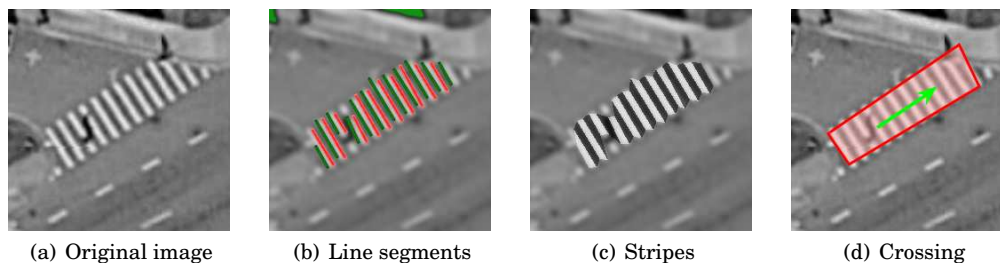 (a) Original image
(b) Line segments
(c) Stripes
(d) Crossing